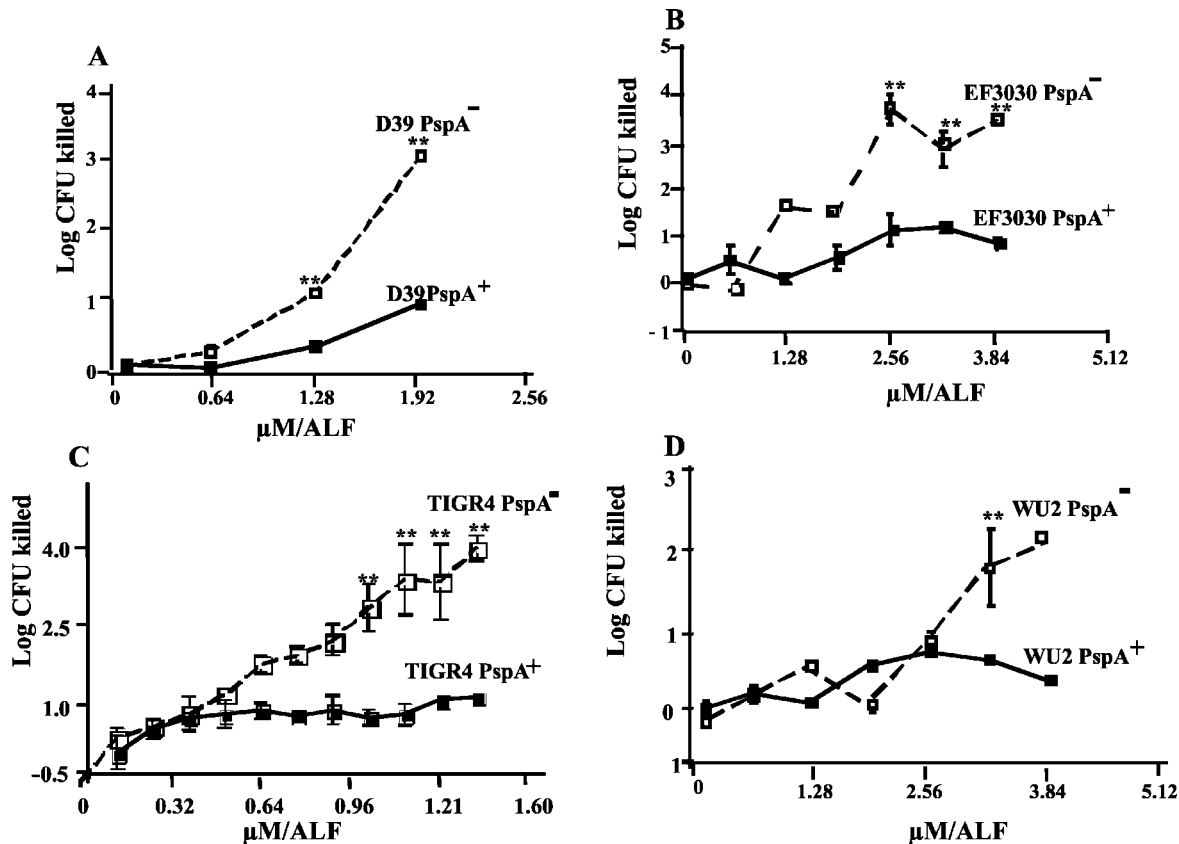 A
Log CFU killed
4
3
2
1
0
D39 PspA⁻
**
**
D39PspA⁺
0 0.64 1.28 1.92 2.56
µM/ALF
B
Log CFU killed
5
4
3
2
1
0
- 1
EF3030 PspA⁻
** ** **
EF3030 PspA⁺
0 1.28 2.56 3.84 5.12
µM/ALF
C
Log CFU killed
4.0
2.5
1.0
-0.5
TIGR4 PspA⁻
** ** ** **
TIGR4 PspA⁺
0 0.32 0.64 0.96 1.21 1.60
µM/ALF
D
Log CFU killed
3
2
1
0
1
WU2 PspA⁻
**
WU2 PspA⁺
0 1.28 2.56 3.84 5.12
µM/ALF